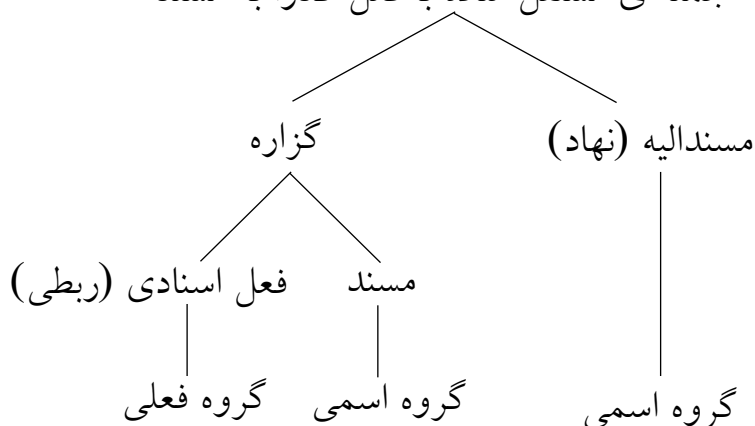 مسندالیه (نهاد) گزاره
مسند فعل اسنادی (ربطی)
گروه اسمی گروه اسمی گروه فعلی